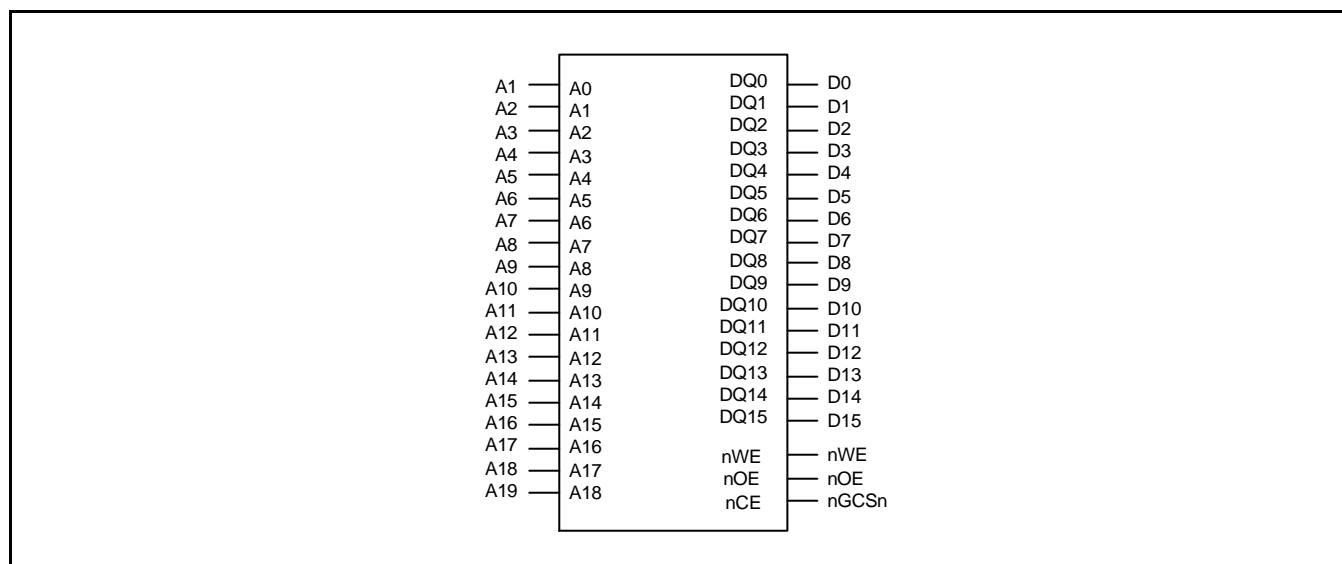 A1 A0 DQ0 D0
A2 A1 DQ1 D1
A3 A2 DQ2 D2
A4 A3 DQ3 D3
A5 A4 DQ4 D4
A6 A5 DQ5 D5
A7 A6 DQ6 D6
A8 A7 DQ7 D7
A9 A8 DQ8 D8
A10 A9 DQ9 D9
A11 A10 DQ10 D10
A12 A11 DQ11 D11
A13 A12 DQ12 D12
A14 A13 DQ13 D13
A15 A14 DQ14 D14
A16 A15 DQ15 D15
A17 A16 nWE nWE
A18 A17 nOE nOE
A19 A18 nCE nGCSn